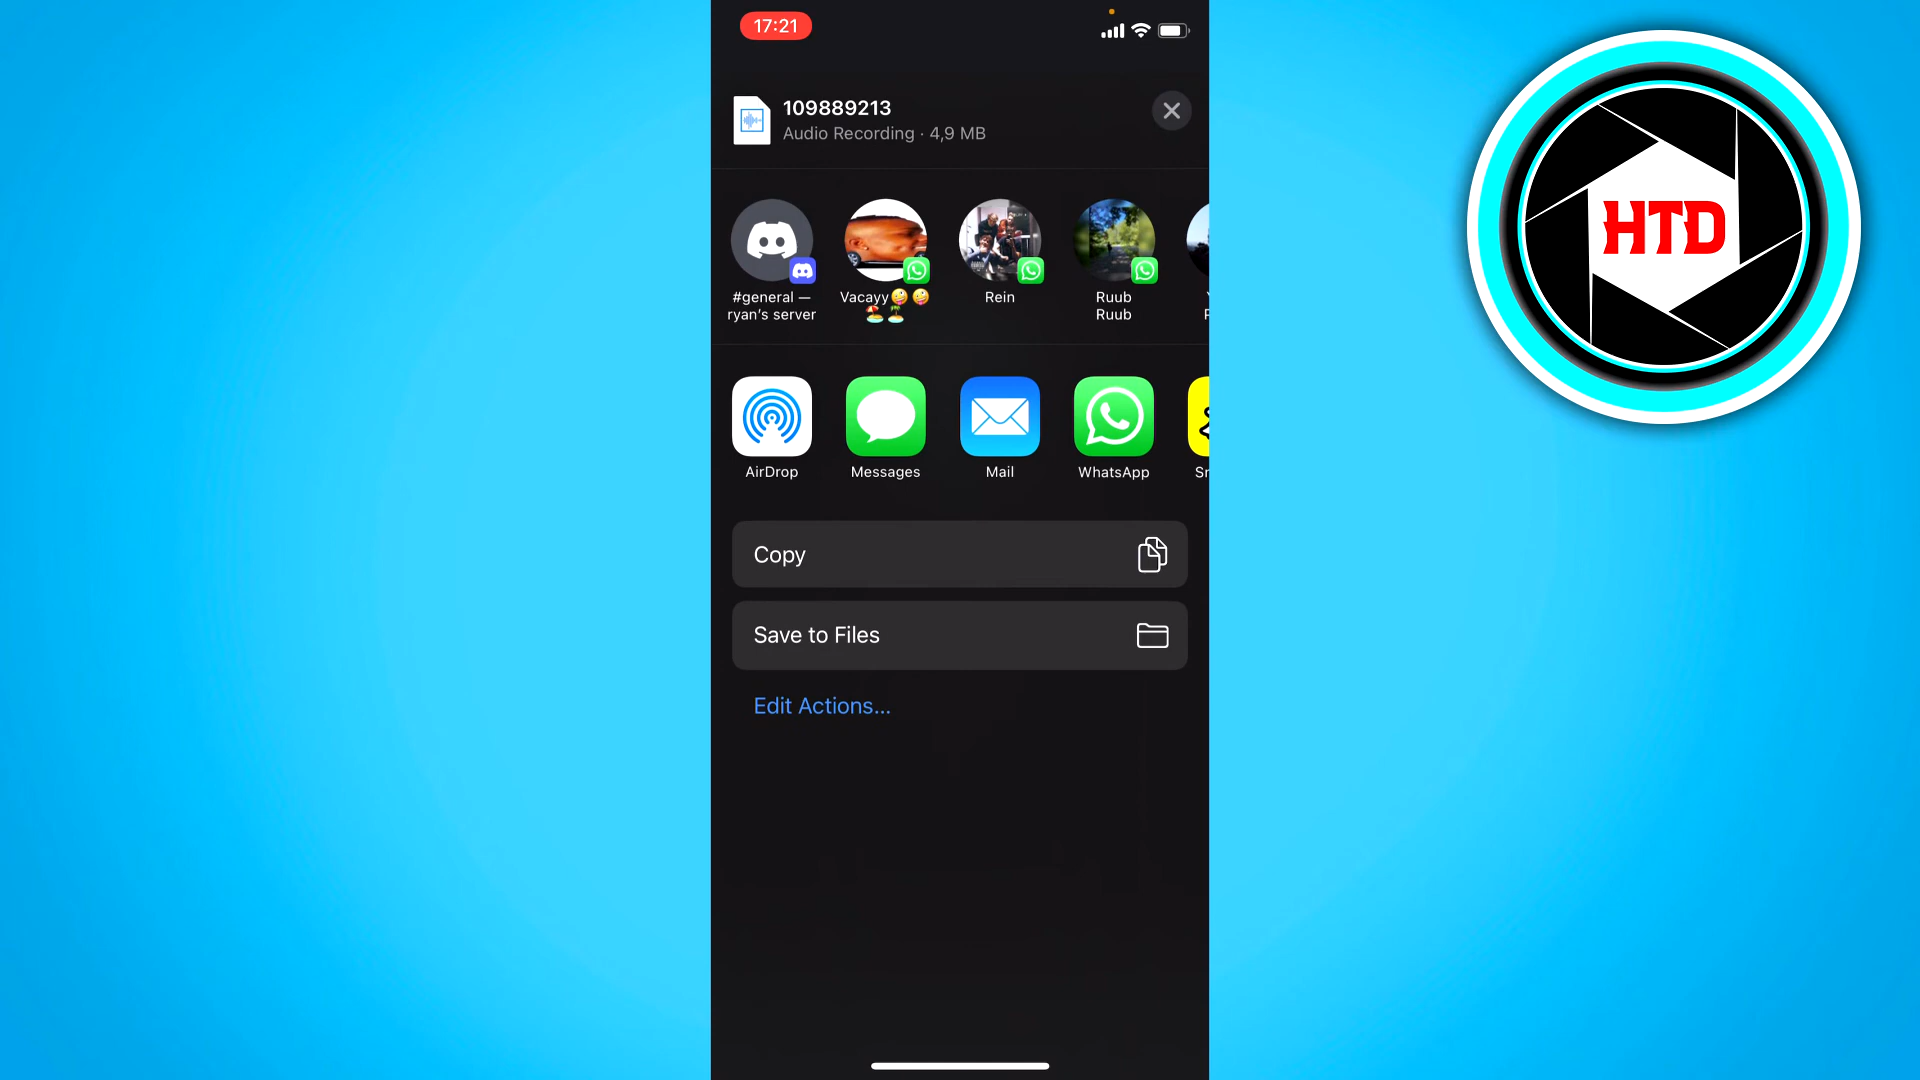 17:21
109889213
Audio Recording · 4,9 MB
#general —
ryan's server
Vacayy🤪🤪
🏖️🏝️
Rein
Ruub
Ruub
AirDrop
Messages
Mail
WhatsApp
Copy
Save to Files
Edit Actions...
HTD